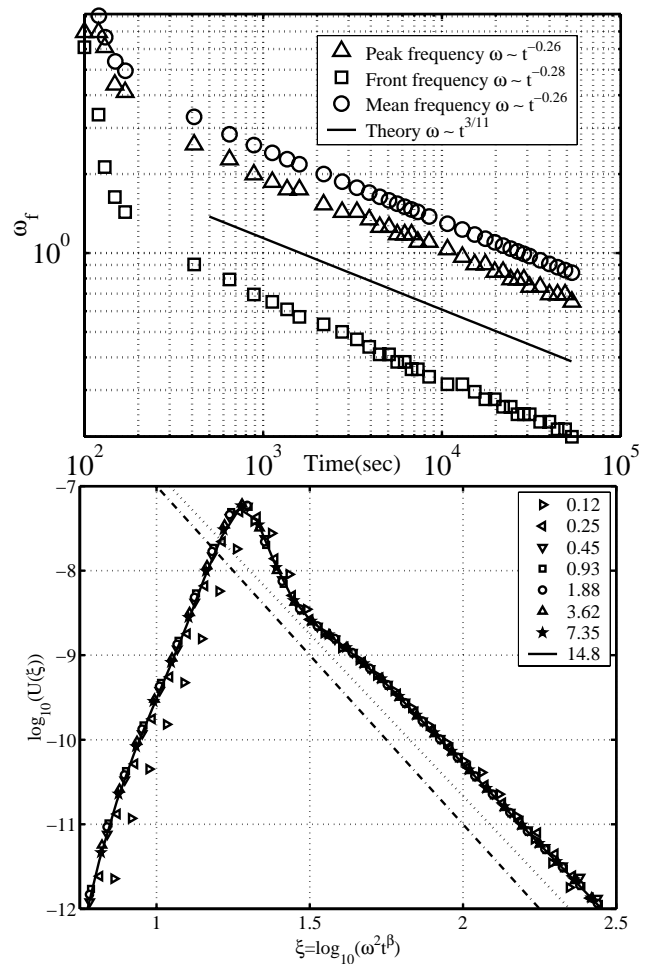 Peak frequency ω ~ t^−0.26
Front frequency ω ~ t^−0.28
Mean frequency ω ~ t^−0.26
Theory ω ~ t^3/11
ω_f
10^0
10^2 10^3 10^4 10^5
Time(sec)
−7
−8
−9
−10
−11
−12
log_10(U(ξ))
0.12
0.25
0.45
0.93
1.88
3.62
7.35
14.8
1 1.5 2 2.5
ξ=log_10(ω^2t^β)